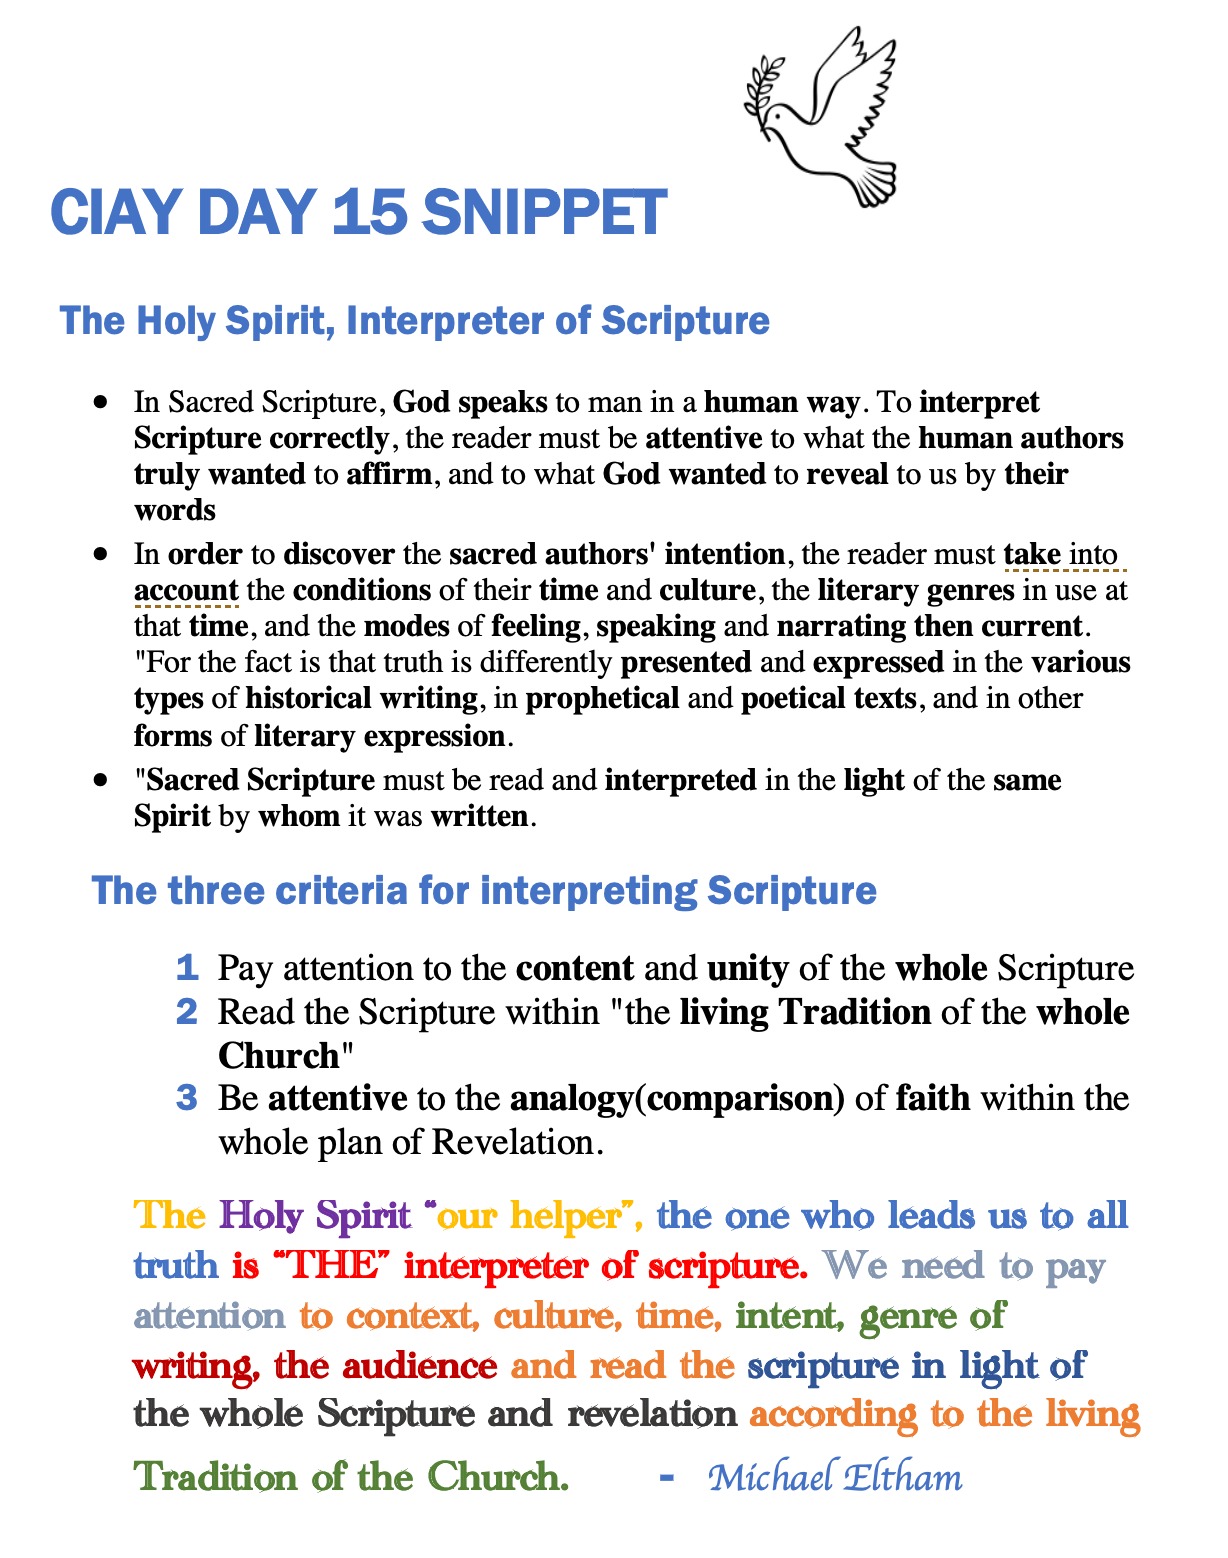 CIAY DAY 15 SNIPPET
The Holy Spirit, Interpreter of Scripture
• In Sacred Scripture, God speaks to man in a human way. To interpret
Scripture correctly, the reader must be attentive to what the human authors
truly wanted to affirm, and to what God wanted to reveal to us by their
words
• In order to discover the sacred authors' intention, the reader must take into
account the conditions of their time and culture, the literary genres in use at
that time, and the modes of feeling, speaking and narrating then current.
"For the fact is that truth is differently presented and expressed in the various
types of historical writing, in prophetical and poetical texts, and in other
forms of literary expression.
• "Sacred Scripture must be read and interpreted in the light of the same
Spirit by whom it was written.
The three criteria for interpreting Scripture
1 Pay attention to the content and unity of the whole Scripture
2 Read the Scripture within "the living Tradition of the whole
Church"
3 Be attentive to the analogy(comparison) of faith within the
whole plan of Revelation.
The Holy Spirit “our helper”, the one who leads us to all
truth is “THE” interpreter of scripture. We need to pay
attention to context, culture, time, intent, genre of
writing, the audience and read the scripture in light of
the whole Scripture and revelation according to the living
Tradition of the Church. - Michael Eltham